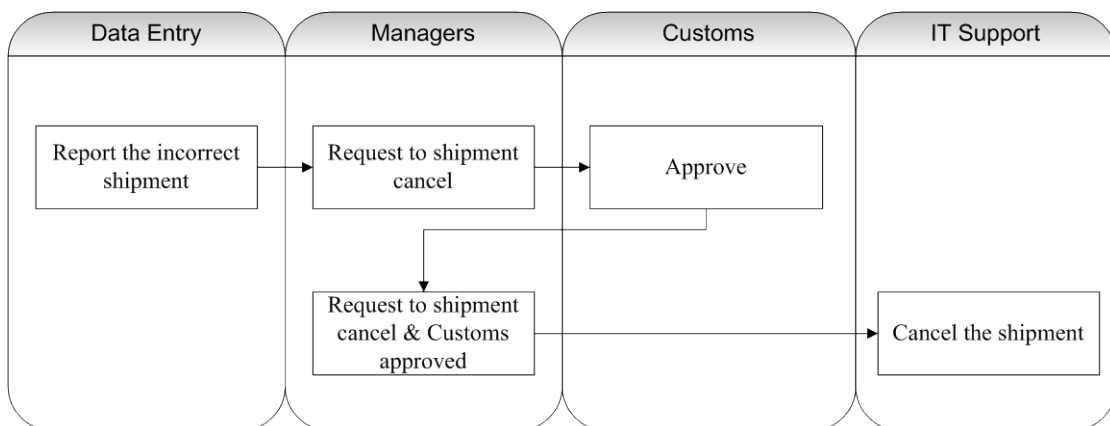 Data Entry
Managers
Customs
IT Support
Report the incorrect
shipment
Request to shipment
cancel
Approve
Request to shipment
cancel & Customs
approved
Cancel the shipment